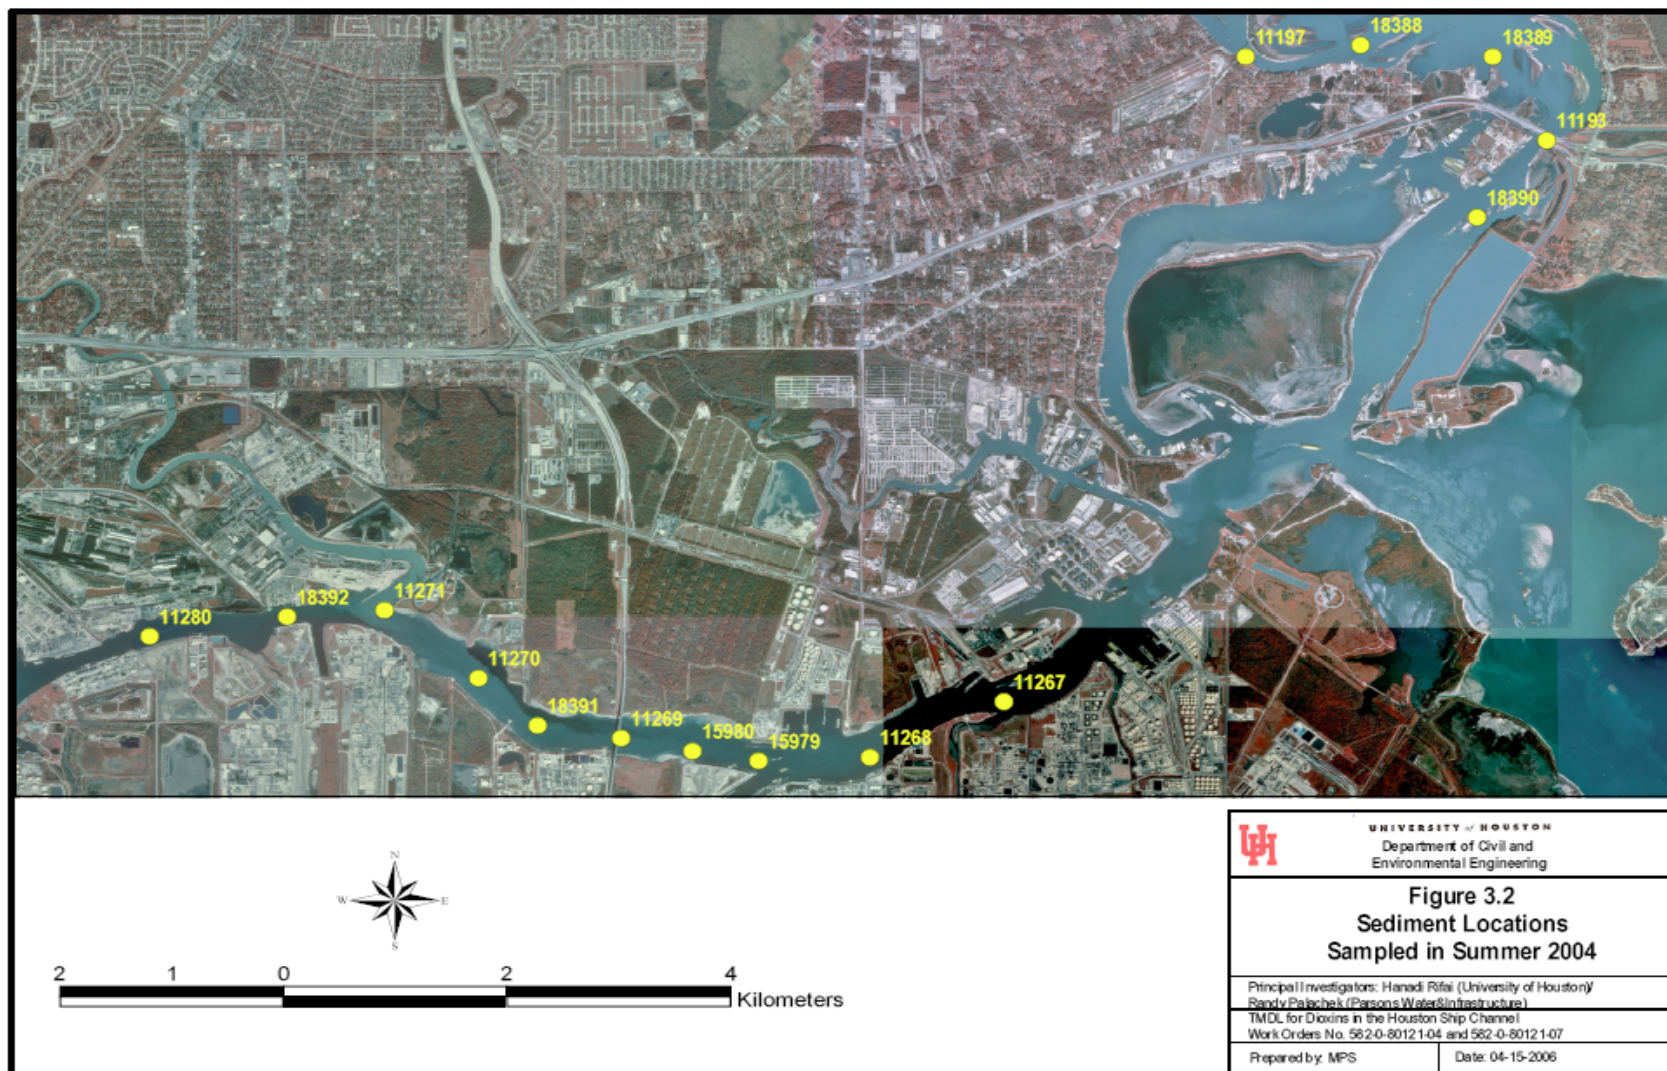 11197
18388
18389
11193
18390
11280
18392
11271
11270
18391
11269
15980
15979
11268
11267
N
W E
S
2 1 0 2 4
Kilometers
UH
UNIVERSITY of HOUSTON
Department of Civil and
Environmental Engineering
Figure 3.2
Sediment Locations
Sampled in Summer 2004
Principal Investigators: Hanadi Rifai (University of Houston)/
Randy Palachek (Parsons Water&Infrastructure)
TMDL for Dioxins in the Houston Ship Channel
Work Orders No. 582-0-80121-04 and 582-0-80121-07
Prepared by: MPS
Date: 04-15-2006